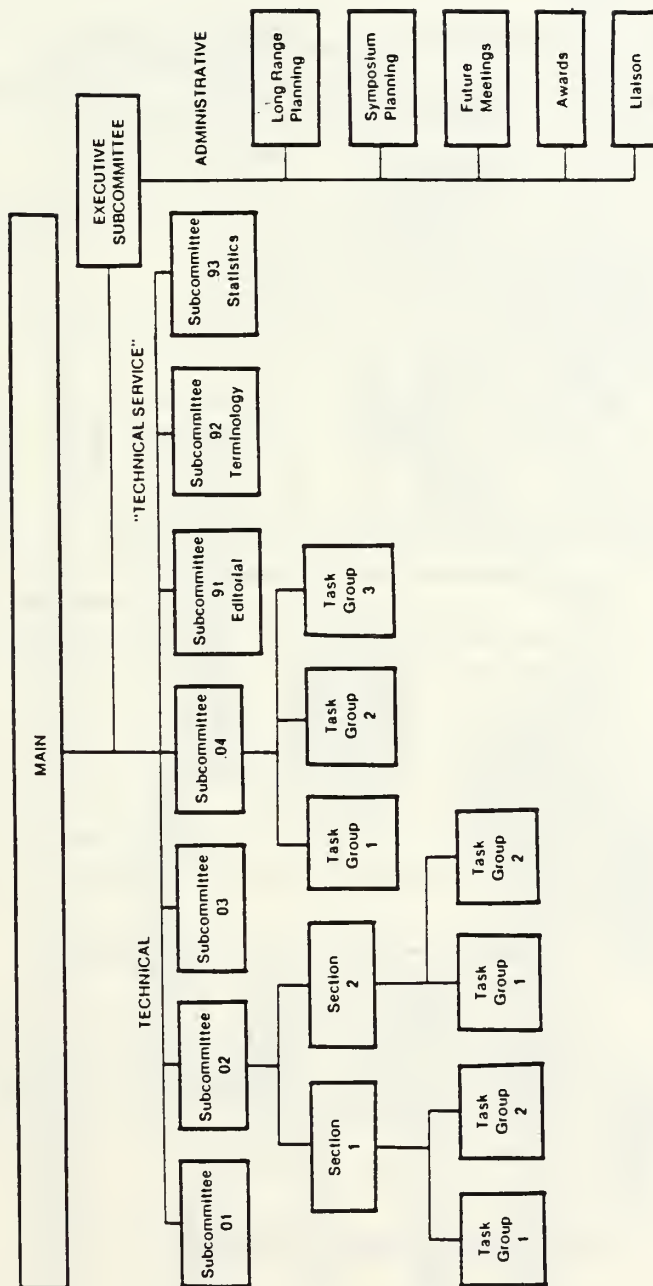 MAIN
EXECUTIVE
SUBCOMMITTEE
TECHNICAL
"TECHNICAL SERVICE"
ADMINISTRATIVE
Subcommittee
01
Subcommittee
02
Subcommittee
03
Subcommittee
.04
Subcommittee
91
Editorial
Subcommittee
92
Terminology
Subcommittee
93
Statistics
Long Range
Planning
Symposium
Planning
Future
Meetings
Awards
Liaison
Section
1
Section
2
Task
Group
1
Task
Group
2
Task
Group
3
Task
Group
1
Task
Group
2
Task
Group
1
Task
Group
2